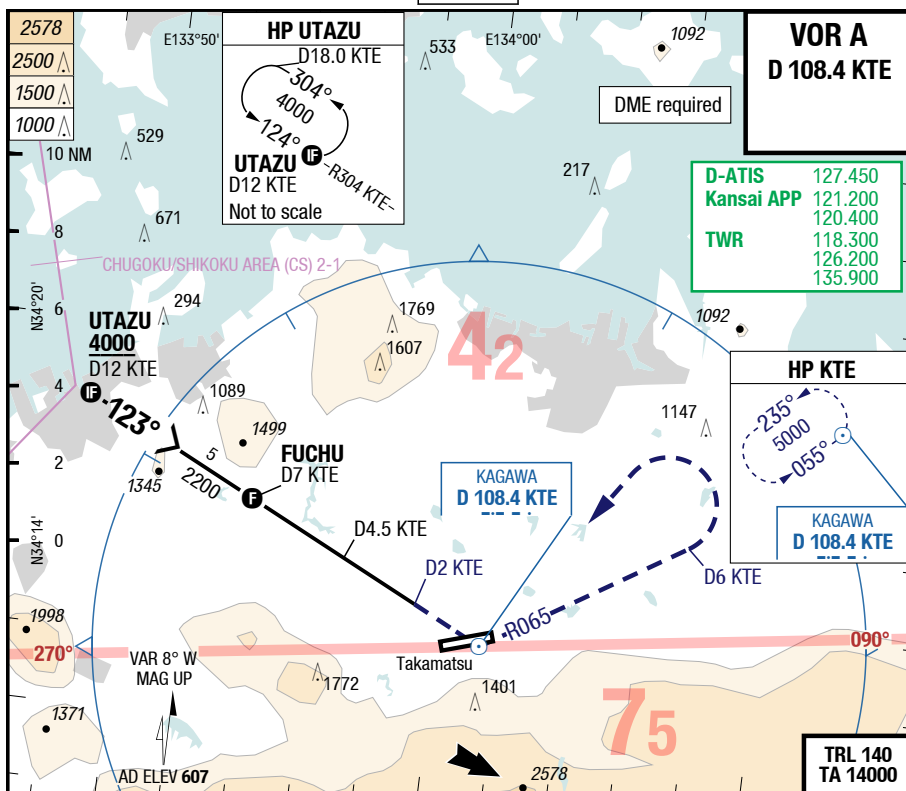 2578
2500
1500
1000
10 NM
8
6
4
2
0
E133°50'
E134°00'
N34°20'
N34°14'
HP UTAZU
D18.0 KTE
304°
4000
124°
IF
UTAZU
D12 KTE
R304 KTE
Not to scale
VOR A
D 108.4 KTE
DME required
D-ATIS 127.450
Kansai APP 121.200
120.400
TWR 118.300
126.200
135.900
533
1092
529
217
671
CHUGOKU/SHIKOKU AREA (CS) 2-1
294
1769
1607
42
1092
UTAZU
4000
D12 KTE
IF
123°
1089
1499
5
2200
1345
FUCHU
D7 KTE
F
D4.5 KTE
D2 KTE
1147
HP KTE
235°
5000
055°
KAGAWA
D 108.4 KTE
KAGAWA
D 108.4 KTE
D6 KTE
R065
1998
270°
090°
Takamatsu
VAR 8° W
MAG UP
1772
1401
75
1371
AD ELEV 607
2578
TRL 140
TA 14000